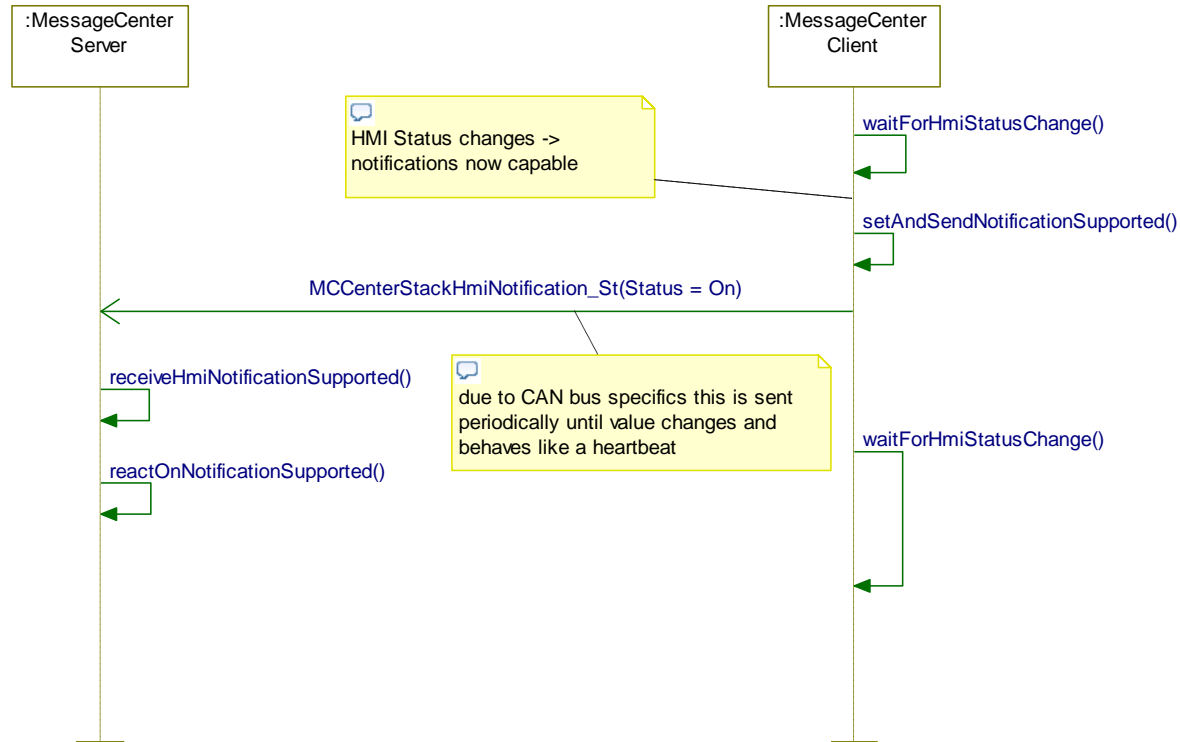 :MessageCenter
Server
:MessageCenter
Client
HMI Status changes ->
notifications now capable
waitForHmiStatusChange()
setAndSendNotificationSupported()
MCCenterStackHmiNotification_St(Status = On)
due to CAN bus specifics this is sent
periodically until value changes and
behaves like a heartbeat
receiveHmiNotificationSupported()
waitForHmiStatusChange()
reactOnNotificationSupported()